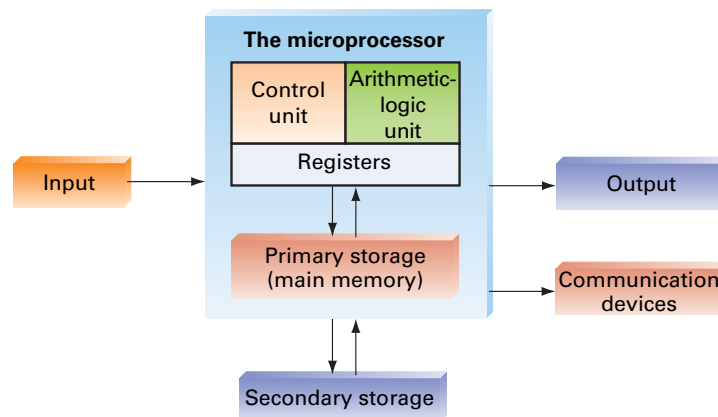 The microprocessor
Control
unit
Arithmetic-
logic
unit
Registers
Input
Output
Primary storage
(main memory)
Communication
devices
Secondary storage